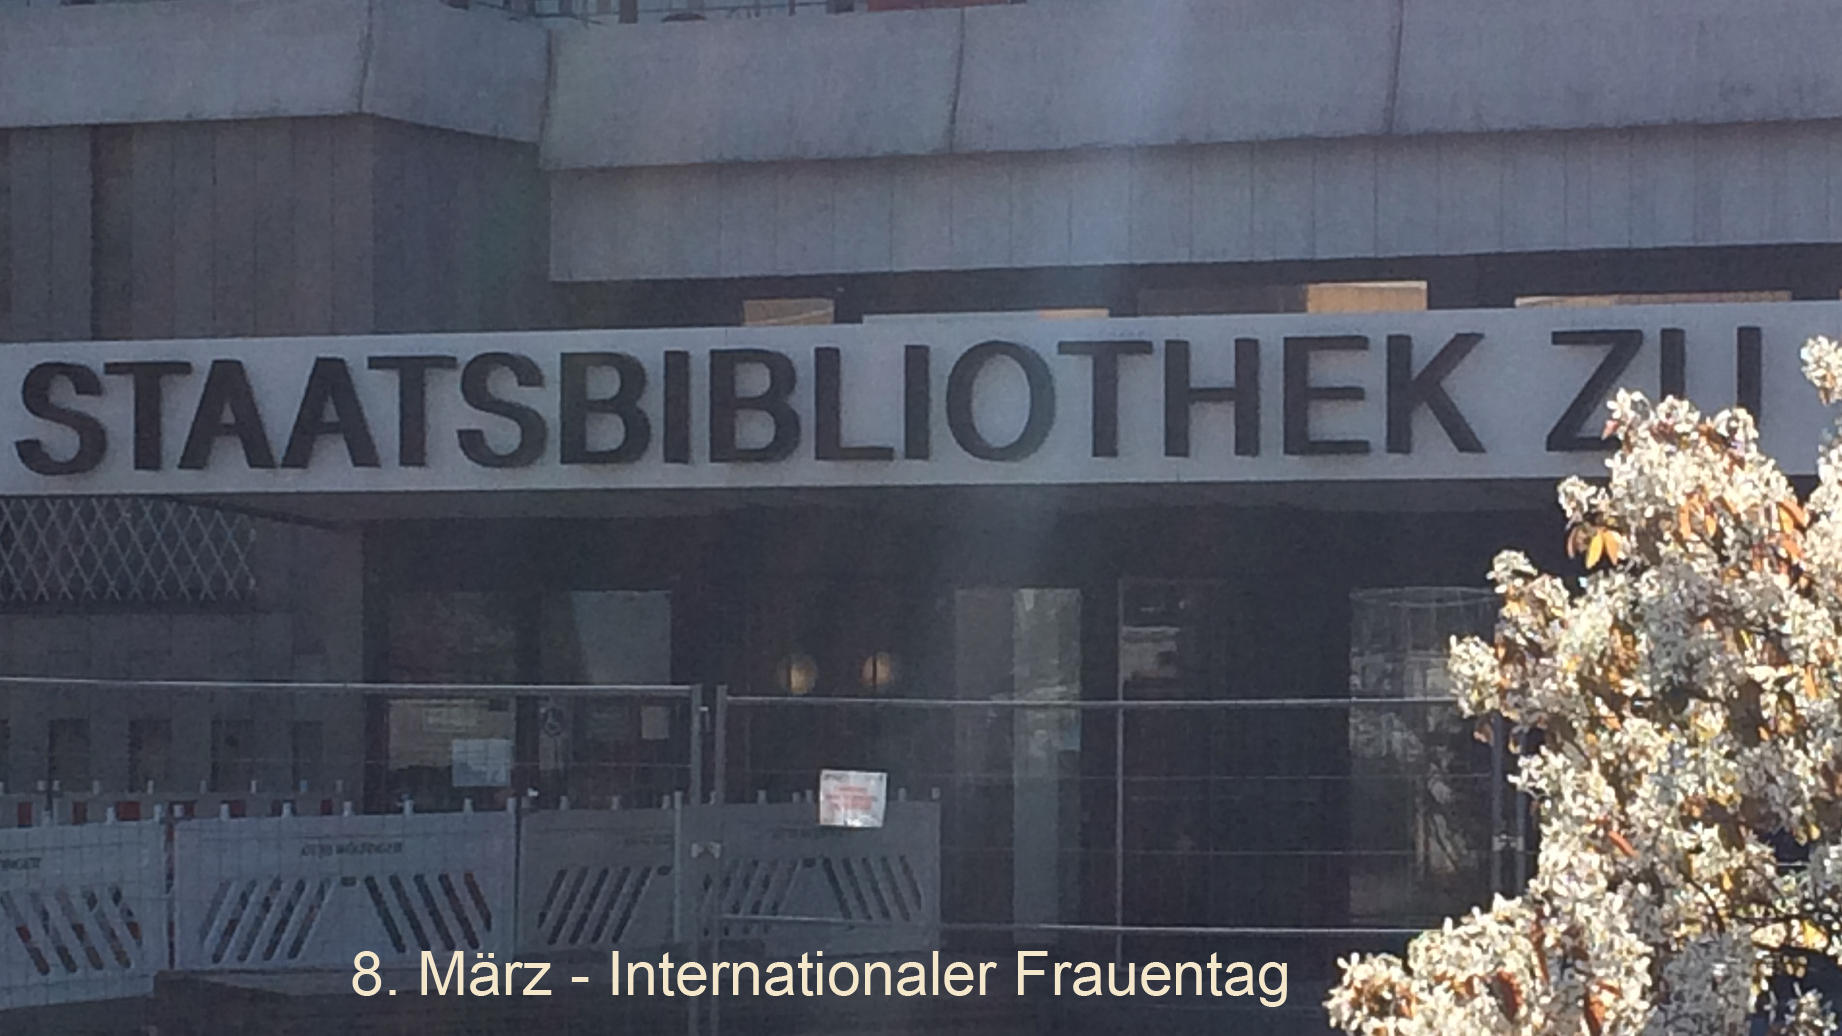 STAATSBIBLIOTHEK ZU
8. März - Internationaler Frauentag